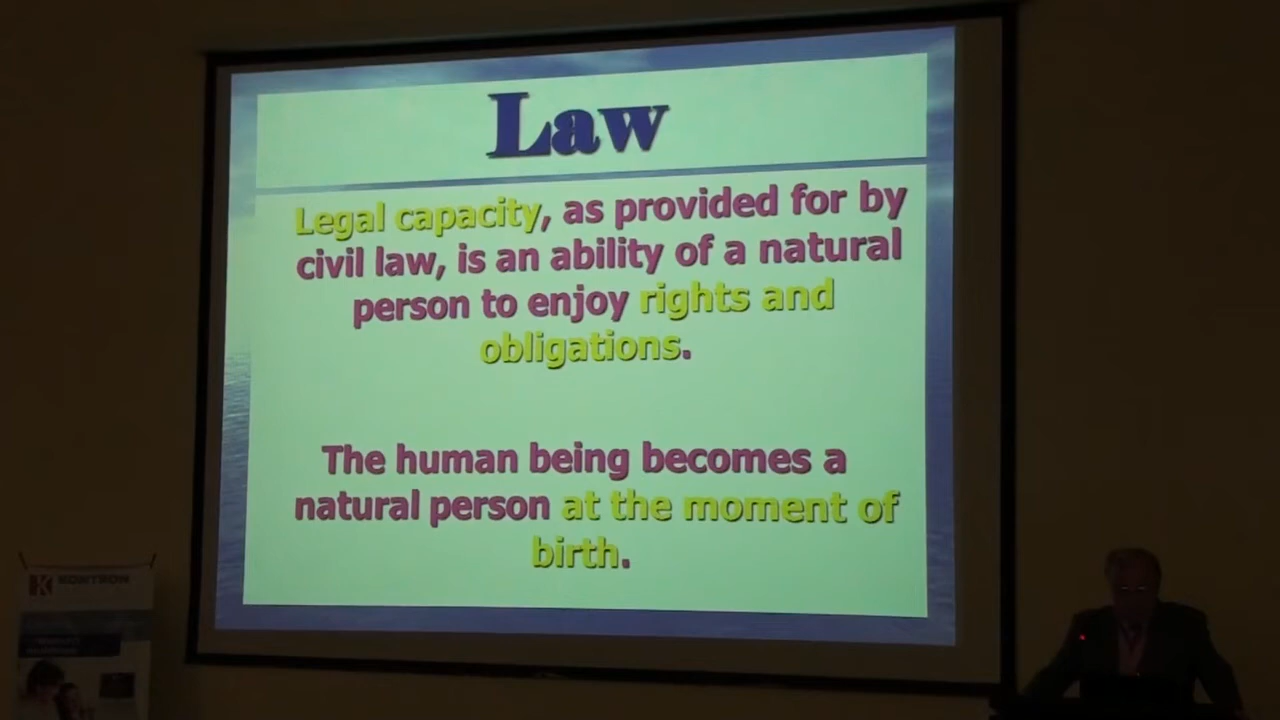 Law
Legal capacity, as provided for by
civil law, is an ability of a natural
person to enjoy rights and
obligations.
The human being becomes a
natural person at the moment of
birth.
KONTRON